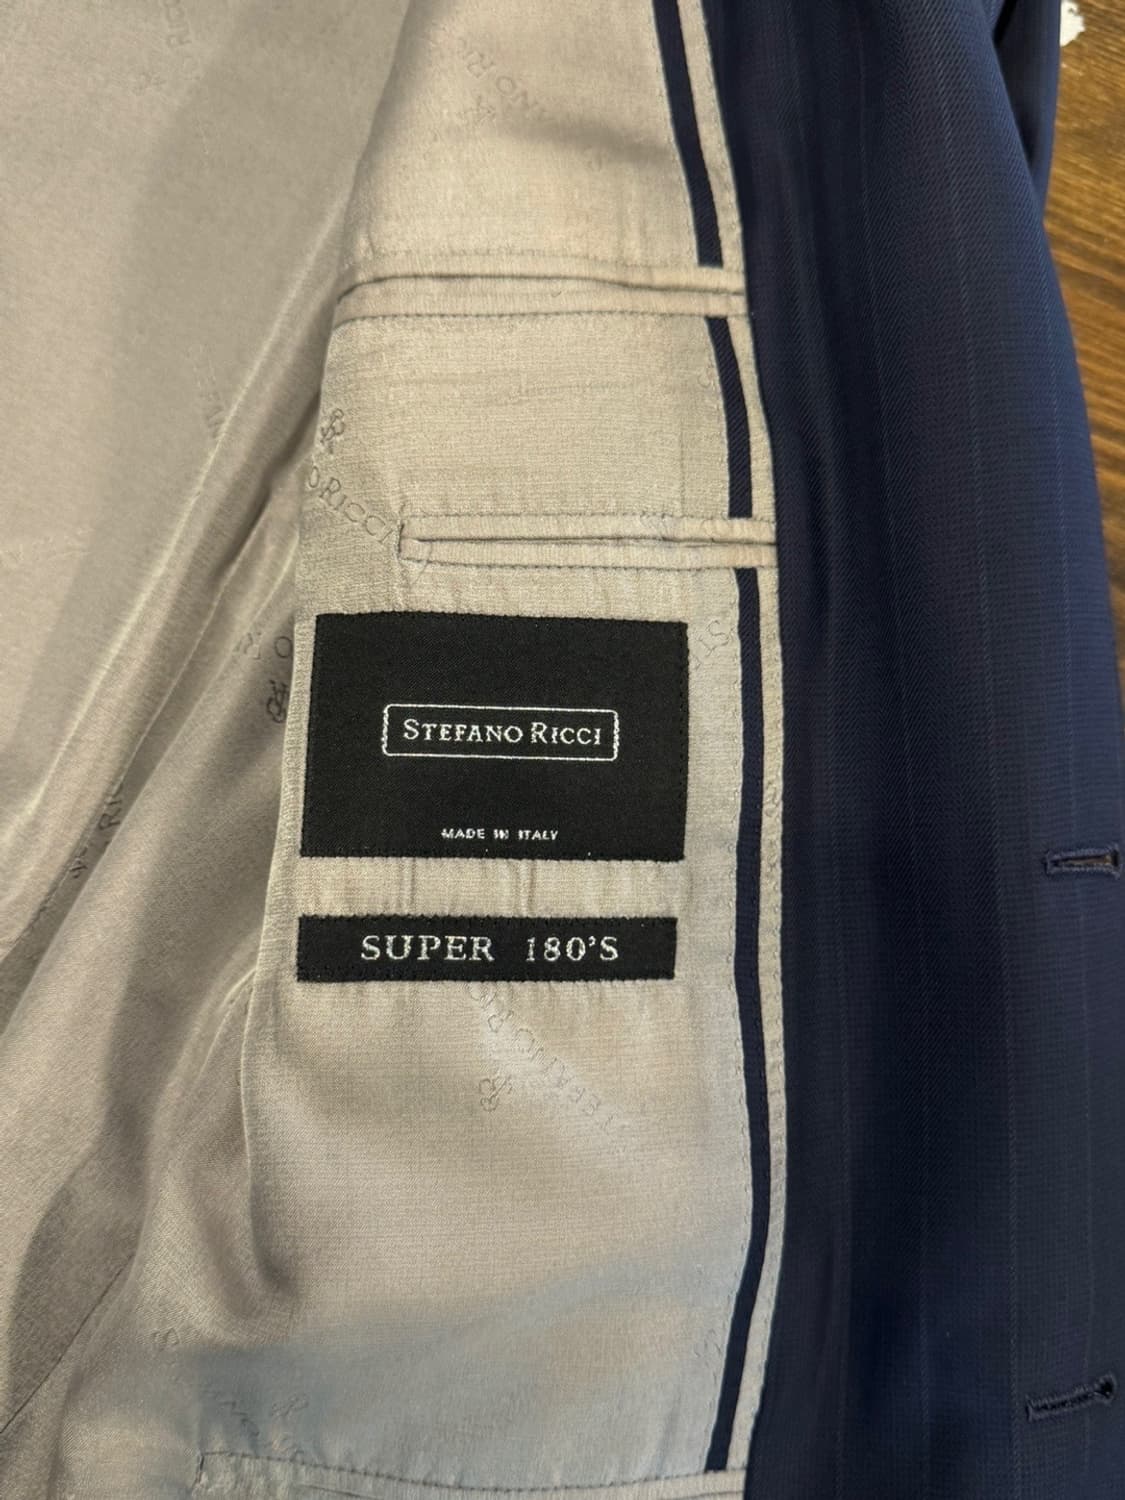 STEFANO RICCI
MADE IN ITALY
SUPER 180'S